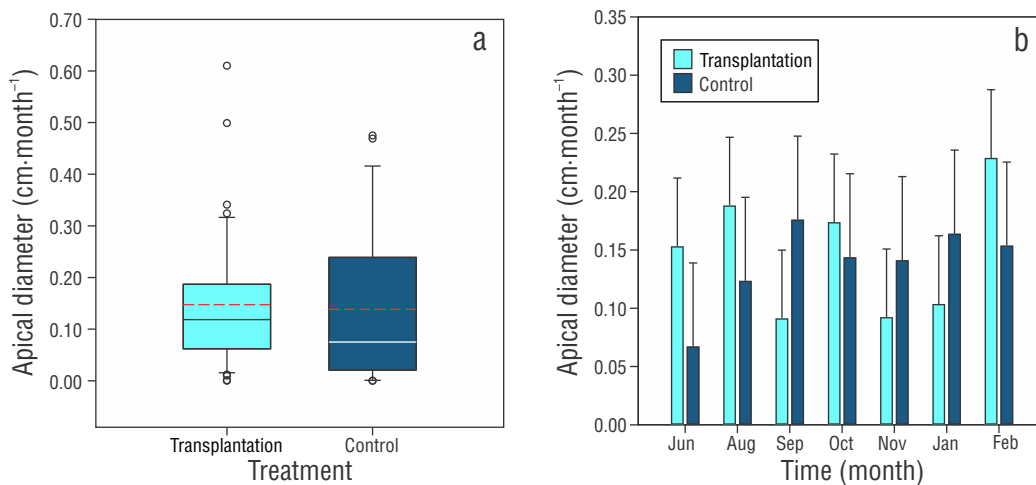 a
Apical diameter (cm·month⁻¹)
0.70
0.60
0.50
0.40
0.30
0.20
0.10
0.00
Transplantation Control
Treatment
b
Apical diameter (cm·month⁻¹)
0.35
0.30
0.25
0.20
0.15
0.10
0.05
0.00
Transplantation
Control
Jun Aug Sep Oct Nov Jan Feb
Time (month)